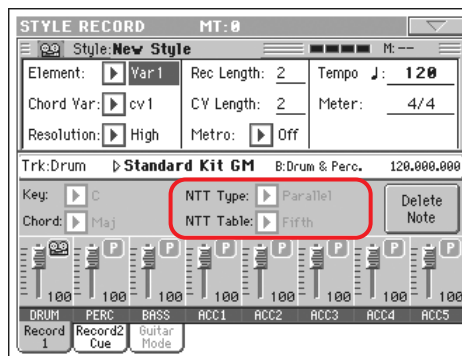 STYLE RECORD MT:0
Style:New Style M:--
Element: Var1 Rec Length: 2 Tempo ♩: 120
Chord Var: cv1 CV Length: 2 Meter: 4/4
Resolution: High Metro: Off
Trk:Drum ▷Standard Kit GM B:Drum & Perc. 120.000.000
Key: C NTT Type: Parallel Delete
Chord: Maj NTT Table: Fifth Note
P P P P P P P P
100 100 100 100 100 100 100 100
DRUM PERC BASS ACC1 ACC2 ACC3 ACC4 ACC5
Record 1 Record2 Cue Guitar Mode